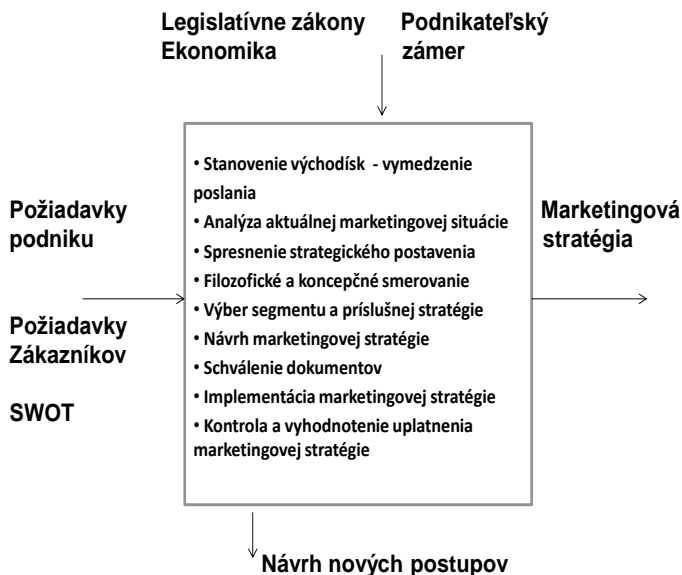 Legislatívne zákony Podnikateľský
Ekonomika zámer
Požiadavky
podniku
Požiadavky
Zákazníkov
SWOT
• Stanovenie východísk - vymedzenie
poslania
• Analýza aktuálnej marketingovej situácie
• Spresnenie strategického postavenia
• Filozofické a koncepčné smerovanie
• Výber segmentu a príslušnej stratégie
• Návrh marketingovej stratégie
• Schválenie dokumentov
• Implementácia marketingovej stratégie
• Kontrola a vyhodnotenie uplatnenia
marketingovej stratégie
Marketingová
stratégia
Návrh nových postupov